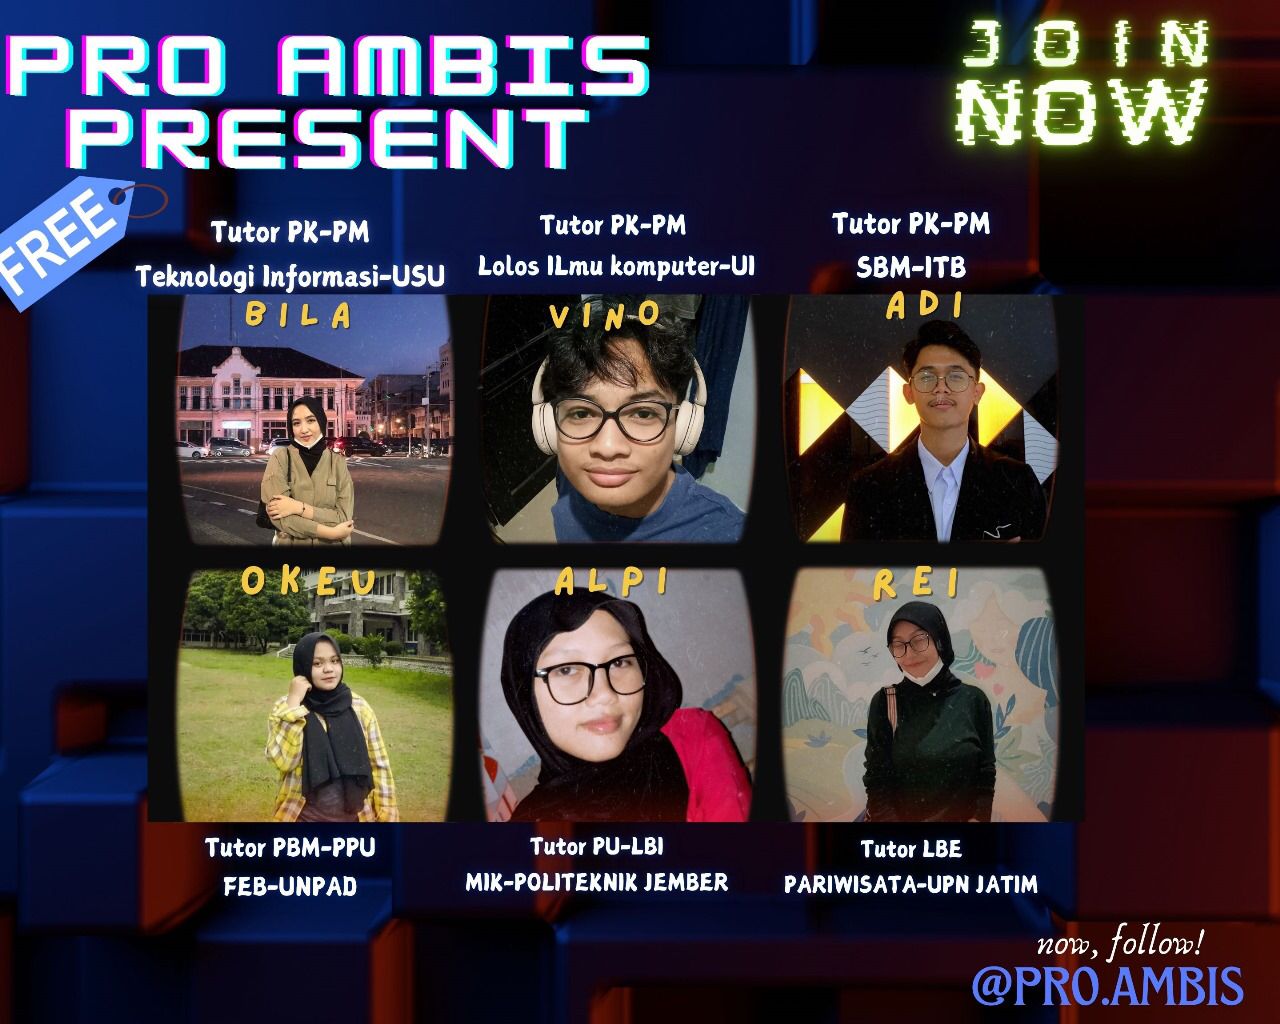 PRO AMBIS
PRESENT
JOIN
NOW
FREE
Tutor PK-PM
Teknologi Informasi-USU
BILA
Tutor PK-PM
Lolos ILmu komputer-UI
VINO
Tutor PK-PM
SBM-ITB
ADI
OKEU
Tutor PBM-PPU
FEB-UNPAD
ALPI
Tutor PU-LBI
MIK-POLITEKNIK JEMBER
REI
Tutor LBE
PARIWISATA-UPN JATIM
now, follow!
@PRO.AMBIS